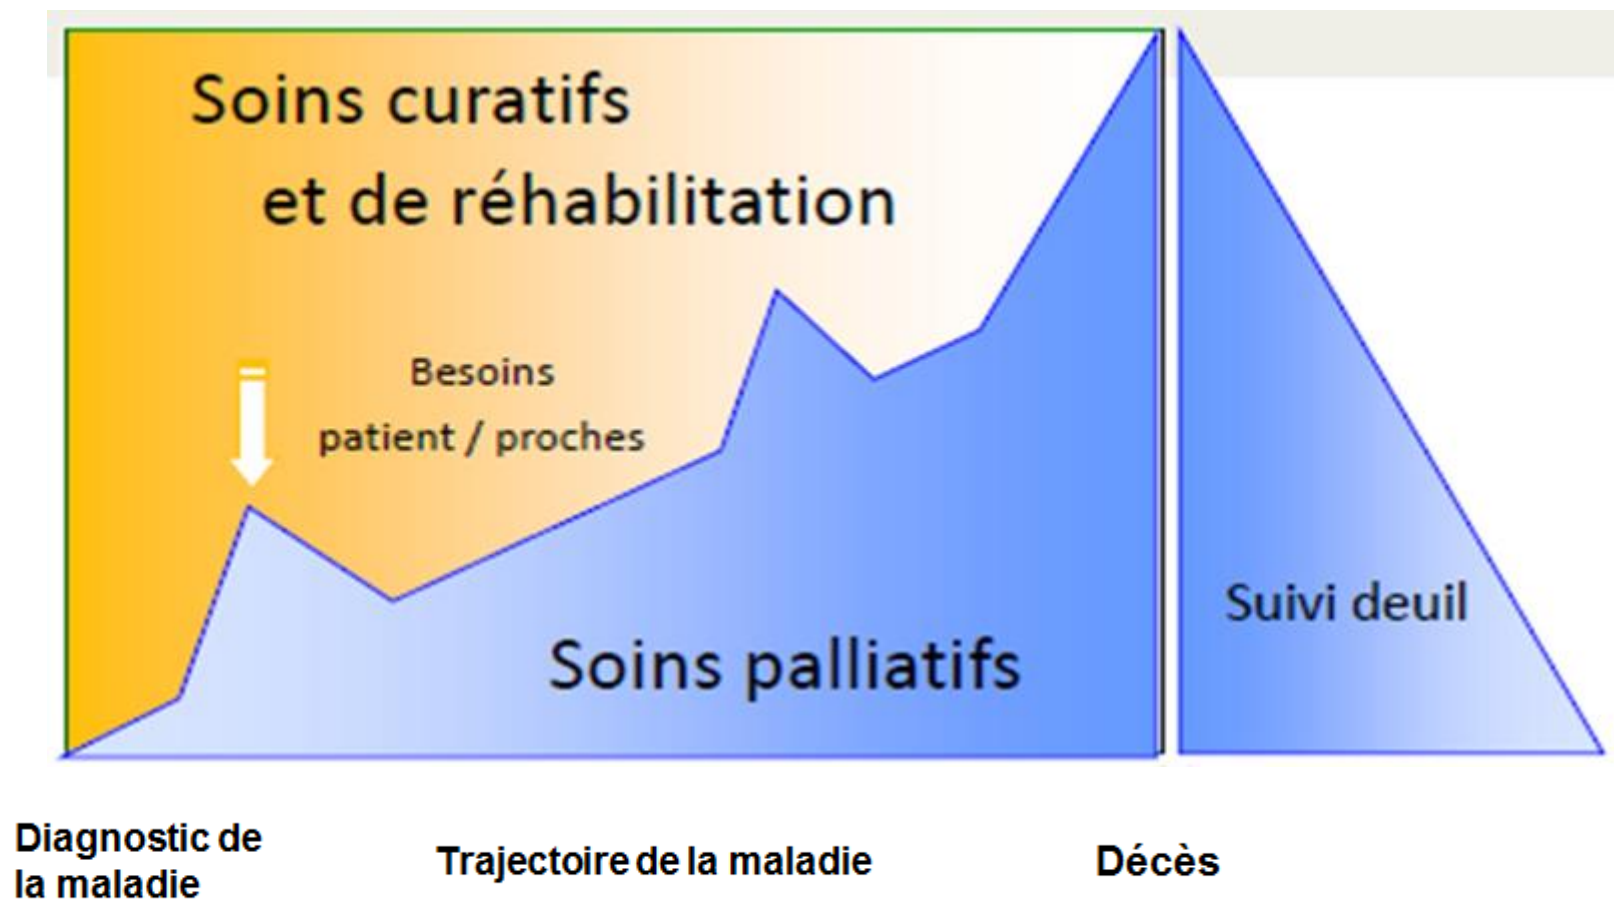 Soins curatifs
et de réhabilitation
Besoins
patient / proches
Soins palliatifs
Suivi deuil
Diagnostic de
la maladie
Trajectoire de la maladie
Décès